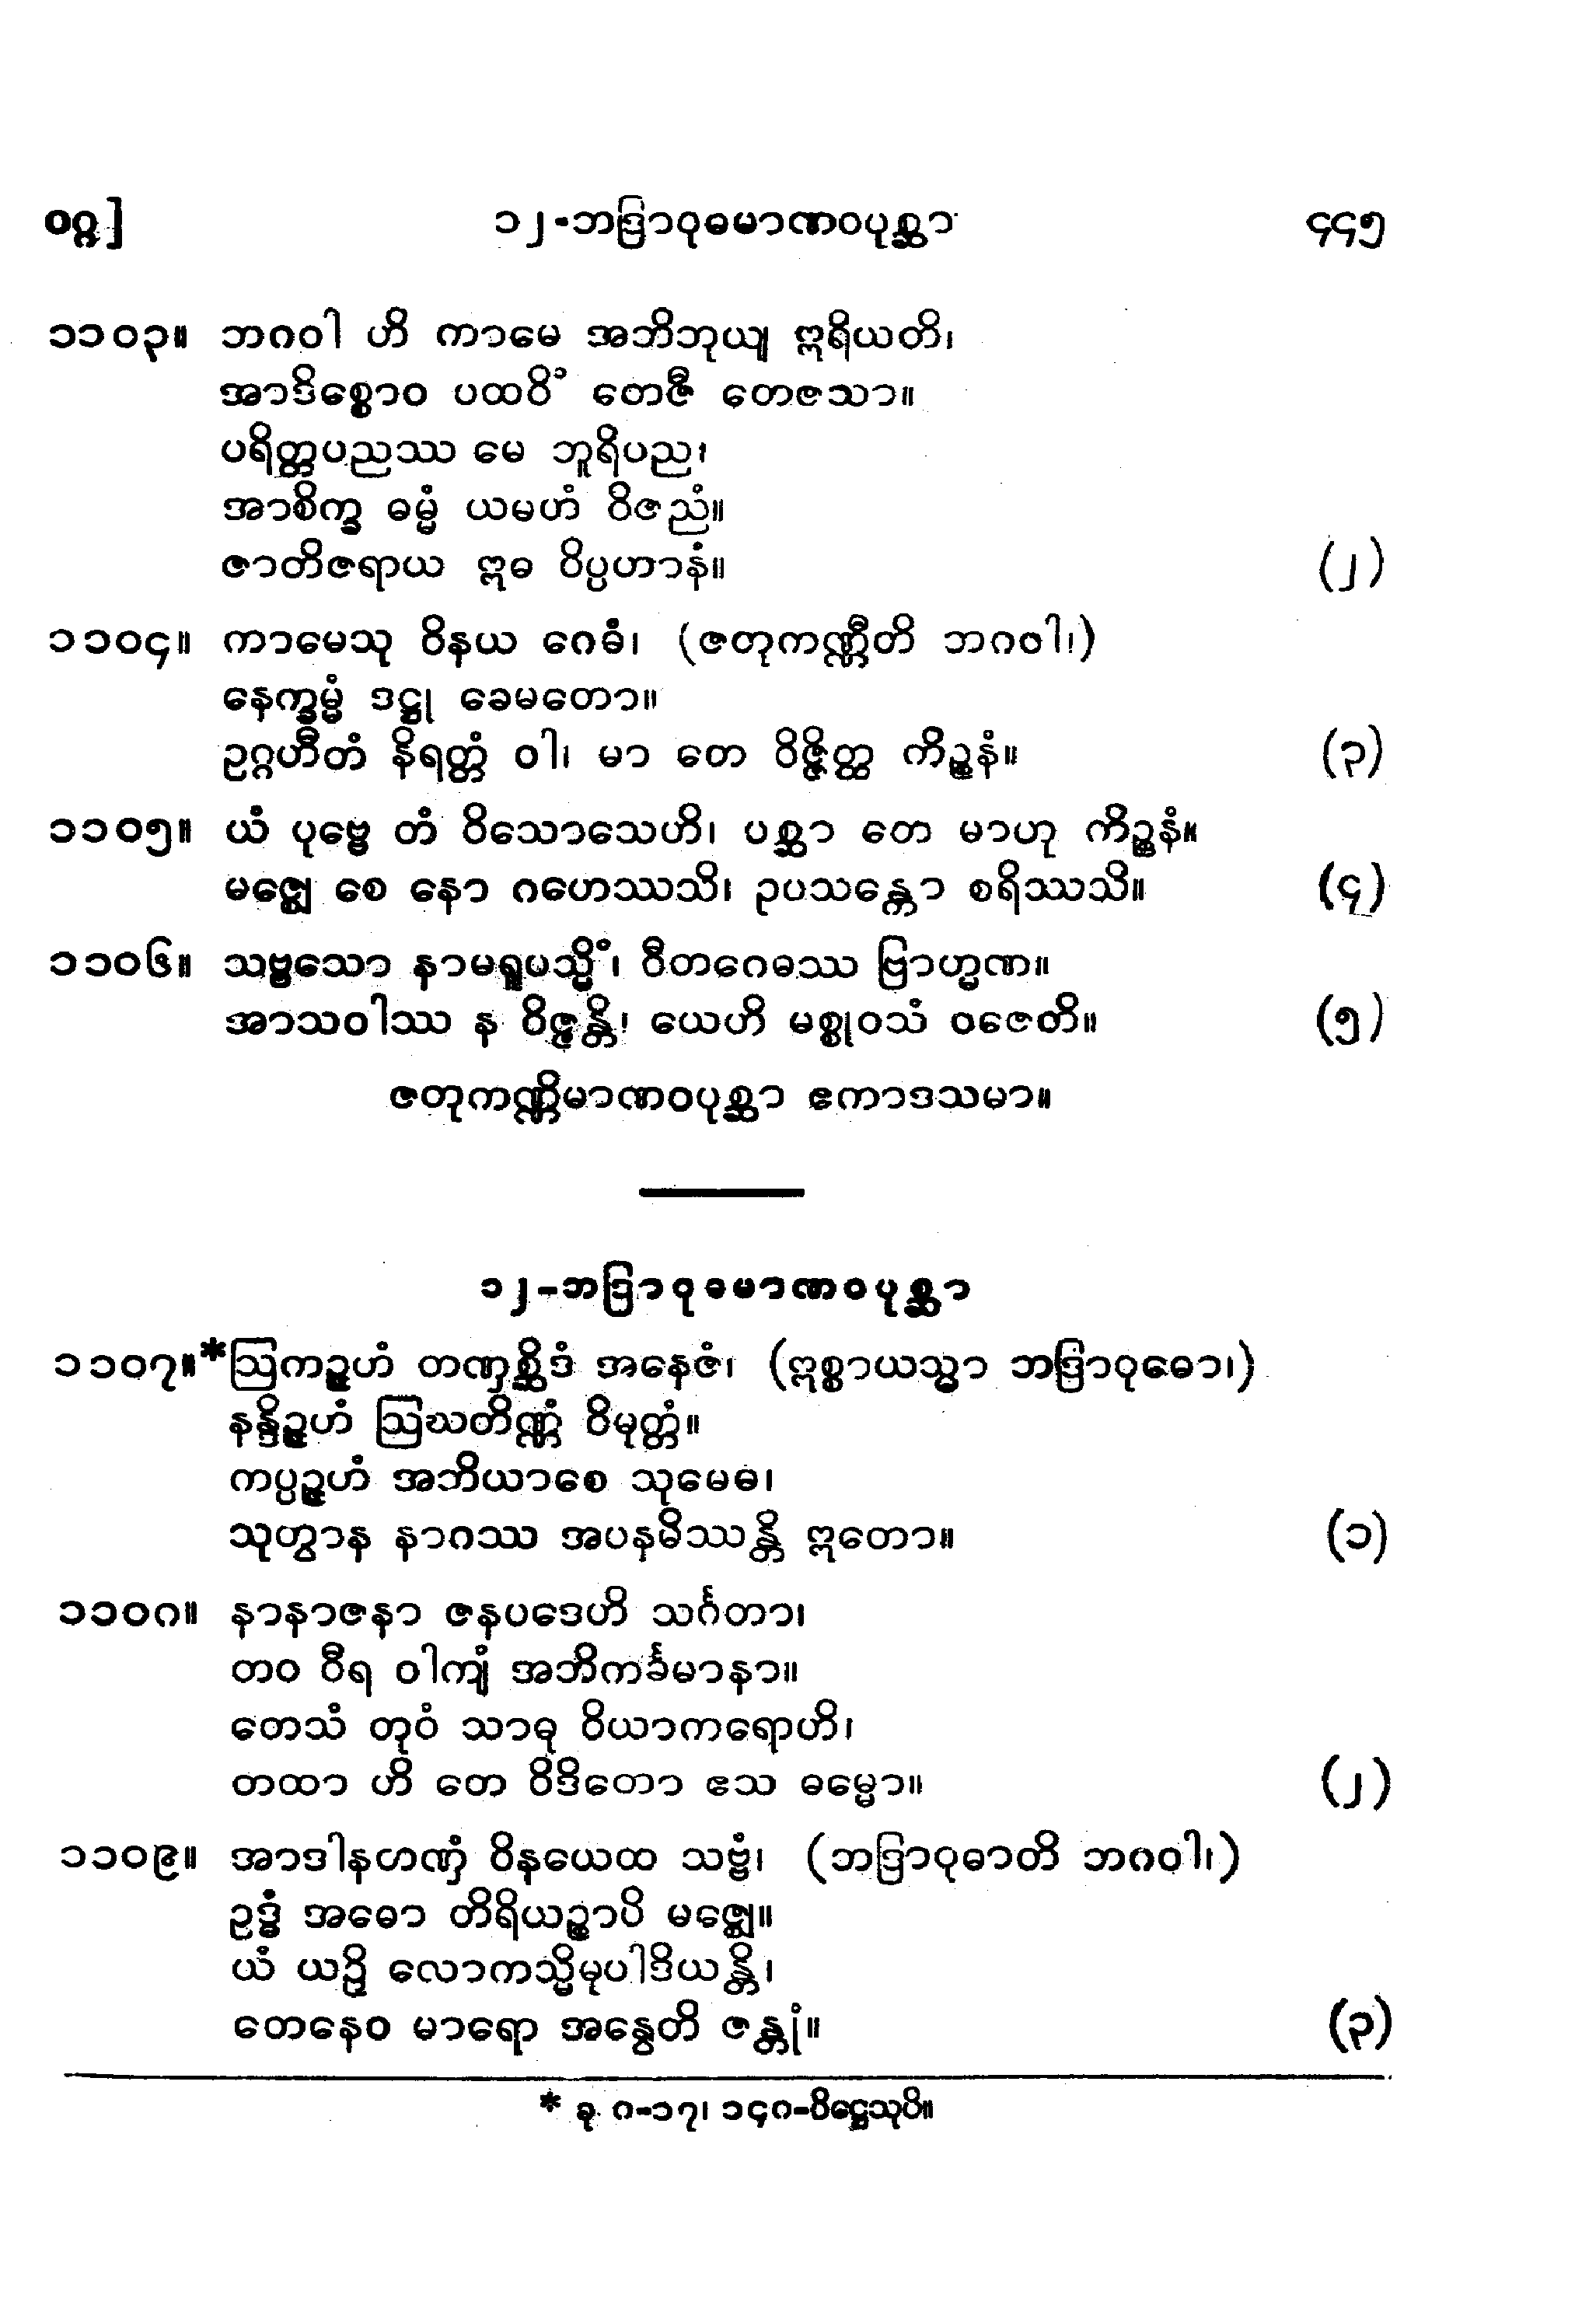 ဝဂ္ဂ]	၁၂-ဘဒြာဝုဓမာဏဝပုစ္ဆာ	၄၄၅
၁၁၀၃။ ဘဂဝါ ဟိ ကာမေ အဘိဘုယျ ဣရိယတိ၊
အာဒိစ္စောဝ ပထဝိံ တေဇီ တေဇသာ။
ပရိတ္တပညဿ မေ ဘူရိပည၊
အာစိက္ခ ဓမ္မံ ယမဟံ ဝိဇညံ။
ဇာတိဇရာယ ဣဓ ဝိပ္ပဟာနံ။ (၂)
၁၁၀၄။ ကာမေသု ဝိနယ ဂေဓံ၊ (ဇတုကဏ္ဏီတိ ဘဂဝါ၊)
နေက္ခမ္မံ ဒဋ္ဌု ခေမတော။
ဥဂ္ဂဟီတံ နိရတ္တံ ဝါ၊ မာ တေ ဝိဇ္ဇိတ္ထ ကိဉ္စနံ။ (၃)
၁၁၀၅။ ယံ ပုဗ္ဗေ တံ ဝိသောသေဟိ၊ ပစ္ဆာ တေ မာဟု ကိဉ္စနံ။
မဇ္ဈေ စေ နော ဂဟေဿသိ၊ ဥပသန္တော စရိဿသိ။ (၄)
၁၁၀၆။ သဗ္ဗသော နာမရူပသ္မိံ၊ ဝီတဂေဓဿ ဗြာဟ္မဏ။
အာသဝါဿ န ဝိဇ္ဇန္တိ၊ ယေဟိ မစ္စုဝသံ ဝဇေတိ။ (၅)
ဇတုကဏ္ဏိမာဏဝပုစ္ဆာ ဧကာဒသမာ။
၁၂-ဘဒြာဝုဓမာဏဝပုစ္ဆာ
၁၁၀၇။*ဩကဉ္ဇဟံ တဏှစ္ဆိဒံ အနေဇံ၊ (ဣစ္စာယသ္မာ ဘဒြာဝုဓော၊)
နန္ဒိဉ္ဇဟံ ဩဃတိဏ္ဏံ ဝိမုတ္တံ။
ကပ္ပဉ္ဇဟံ အဘိယာစေ သုမေဓ၊
သုတွာန နာဂဿ အပနမိဿန္တိ ဣတော။ (၁)
၁၁၀၈။ နာနာဇနာ ဇနပဒေဟိ သင်္ဂတာ၊
တဝ ဝီရ ဝါကျံ အဘိကင်္ခမာနာ။
တေသံ တုဝံ သာဓု ဝိယာကရောဟိ၊
တထာ ဟိ တေ ဝိဒိတော ဧသ ဓမ္မော။ (၂)
၁၁၀၉။ အာဒါနတဏှံ ဝိနယေထ သဗ္ဗံ၊ (ဘဒြာဝုဓာတိ ဘဂဝါ၊)
ဥဒ္ဓံ အဓော တိရိယဉ္စာပိ မဇ္ဈေ။
ယံ ယဉှိ လောကသ္မိမုပါဒိယန္တိ၊
တေနေဝ မာရော အနွေတိ ဇန္တုံ။ (၃)
* ခု ၈-၁၇၊ ၁၄၈-ပိဋ္ဌေသုပိ။